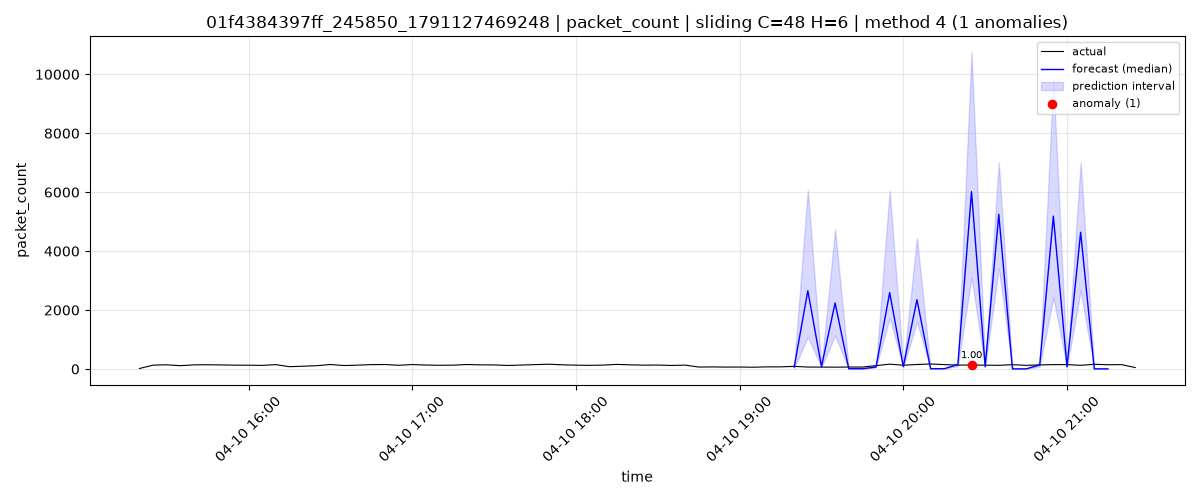 01f4384397ff_245850_1791127469248 | packet_count | sliding C=48 H=6 | method 4 (1 anomalies)
actual
forecast (median)
prediction interval
anomaly (1)
10000
8000
6000
4000
2000
0
packet_count
1.00
04-10 16:00
04-10 17:00
04-10 18:00
04-10 19:00
04-10 20:00
04-10 21:00
time